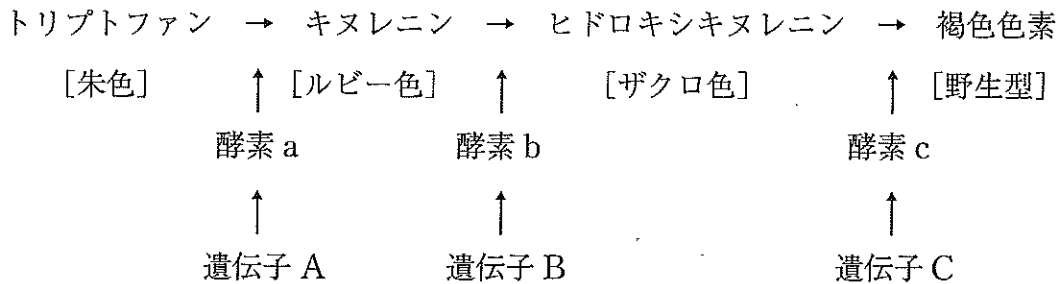 トリプトファン → キヌレニン → ヒドロキシキヌレニン → 褐色色素
[朱色] ↑ [ルビー色] ↑ [ザクロ色] ↑ [野生型]
酵素 a 酵素 b 酵素 c
↑ ↑ ↑
遺伝子 A 遺伝子 B 遺伝子 C